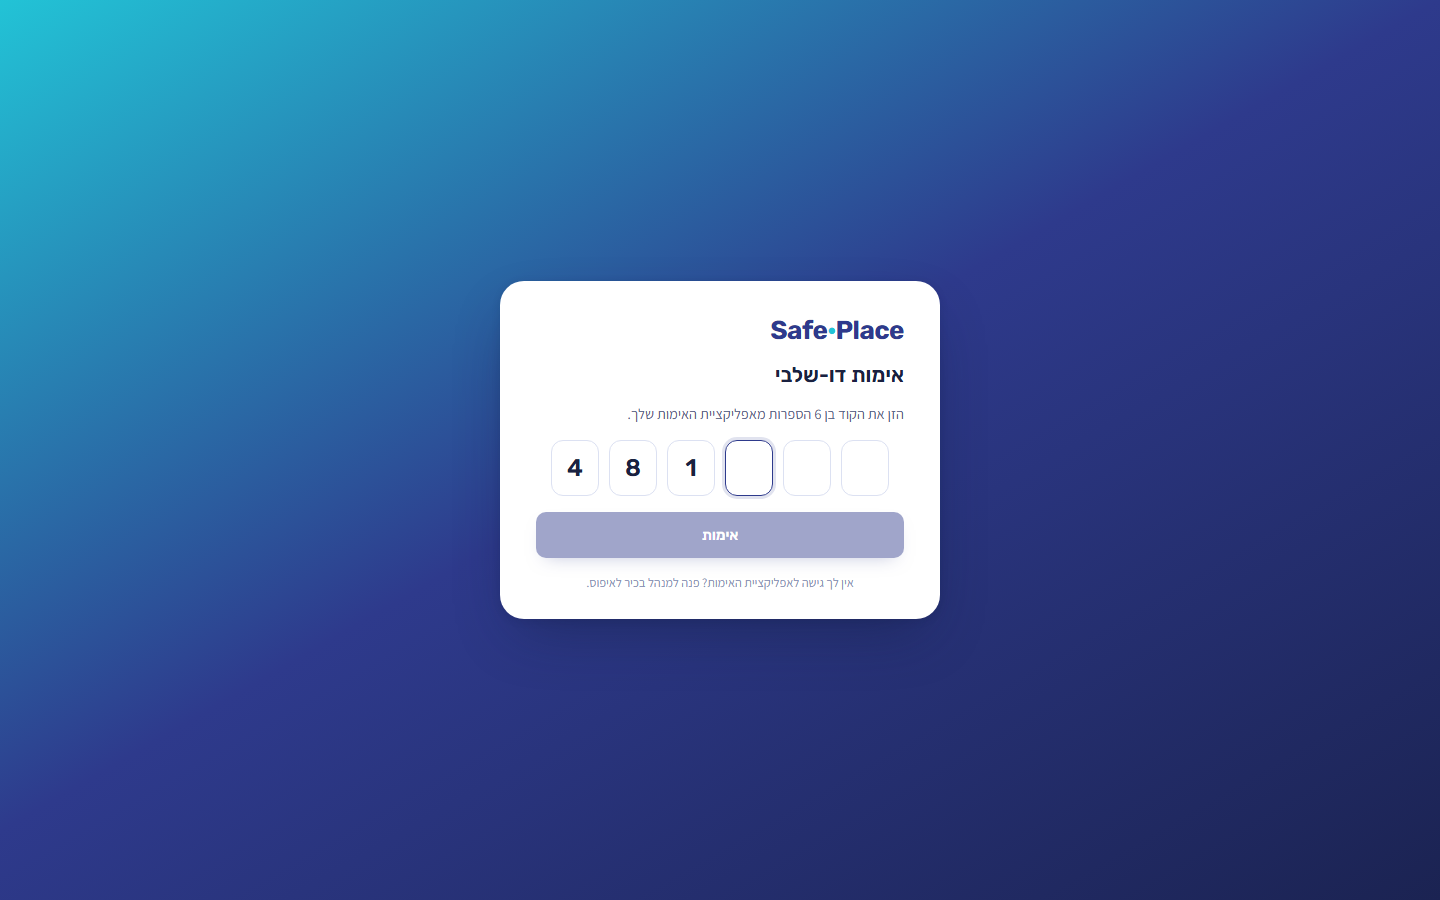 Safe•Place
אימות דו-שלבי
הזן את הקוד בן 6 הספרות מאפליקציית האימות שלך.
4 8 1
אימות
אין לך גישה לאפליקציית האימות? פנה למנהל בכיר לאיפוס.